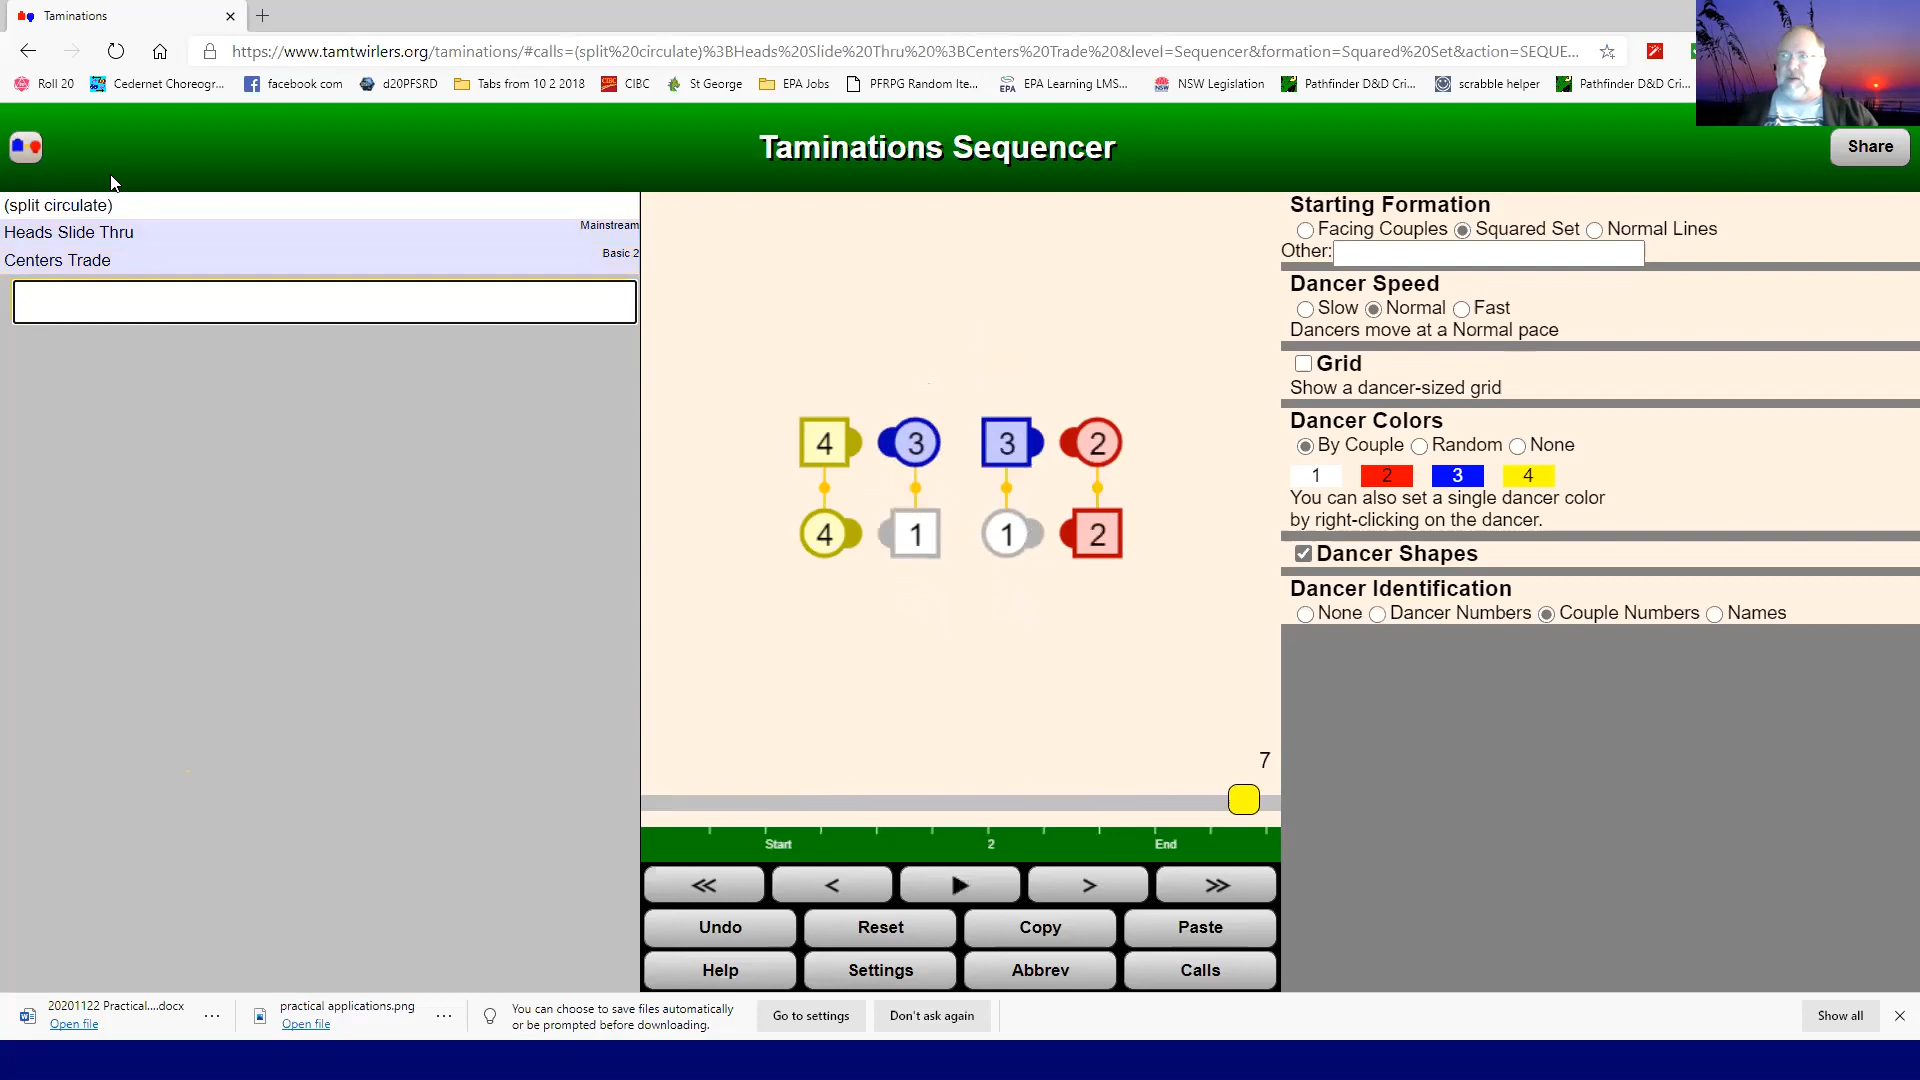 Taminations
https://www.tamtwirlers.org/taminations/#calls=(split%20circulate)%3BHeads%20Slide%20Thru%20%3BCenters%20Trade%20&level=Sequencer&formation=Squared%20Set&action=SEQUE...
Roll 20 Cedernet Choreogr... facebook.com d20PFSRD Tabs from 10 2 2018 CIBC St George EPA Jobs PFRPG Random Ite... EPA Learning LMS... NSW Legislation Pathfinder D&D Cri... scrabble helper Pathfinder D&D Cri...
Taminations Sequencer
Share
(split circulate)
Heads Slide Thru Mainstream
Centers Trade Basic 2
4 3 3 2
4 1 1 2
7
Start 2 End
<< < ▶ > >>
Undo Reset Copy Paste
Help Settings Abbrev Calls
Starting Formation
Facing Couples Squared Set Normal Lines
Other:
Dancer Speed
Slow Normal Fast
Dancers move at a Normal pace
Grid
Show a dancer-sized grid
Dancer Colors
By Couple Random None
1 2 3 4
You can also set a single dancer color
by right-clicking on the dancer.
Dancer Shapes
Dancer Identification
None Dancer Numbers Couple Numbers Names
20201122 Practical....docx
Open file
practical applications.png
Open file
You can choose to save files automatically
or be prompted before downloading.
Go to settings
Don't ask again
Show all